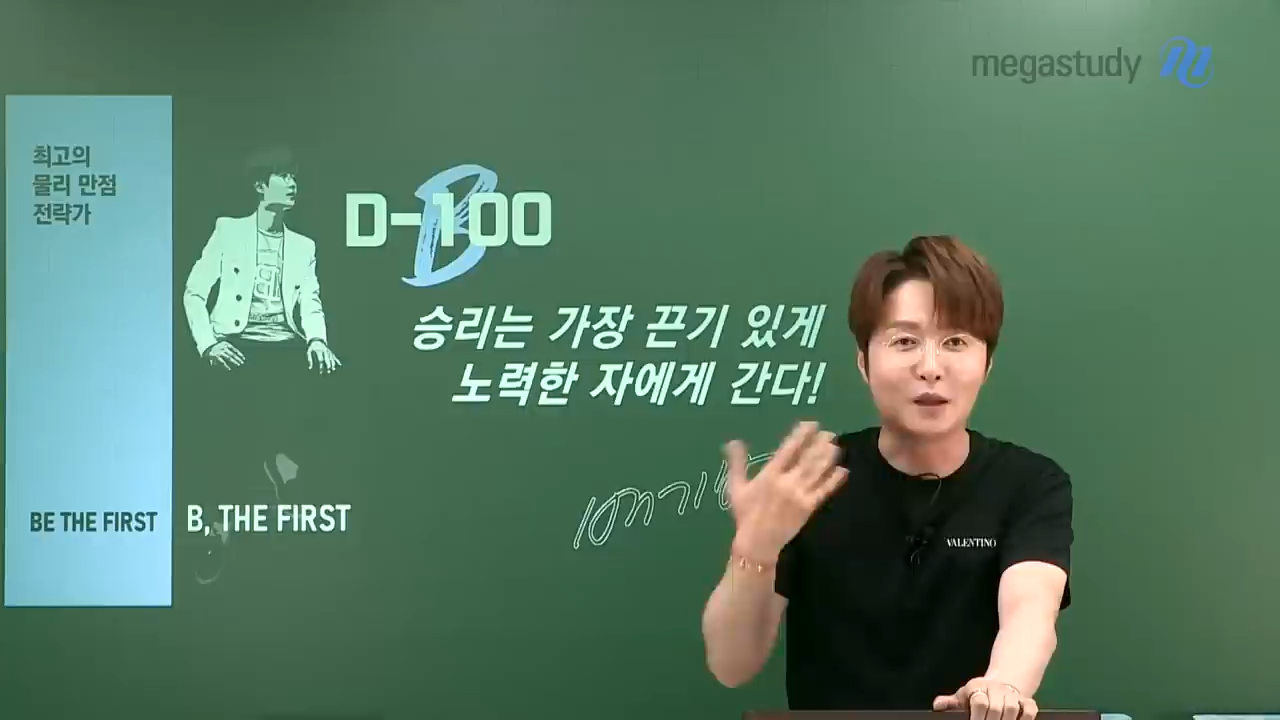 megastudy
최고의
물리 만점
전략가
D-100
B
승리는 가장 끈기 있게
노력한 자에게 간다!
BE THE FIRST
B, THE FIRST
VALENTINO